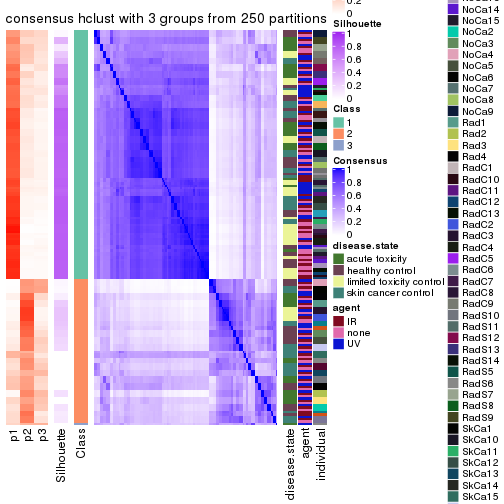 consensus hclust with 3 groups from 250 partitions
0.2
0
Silhouette
1
0.8
0.6
0.4
0.2
0
Class
1
2
3
Consensus
1
0.8
0.6
0.4
0.2
0
disease.state
acute toxicity
healthy control
limited toxicity control
skin cancer control
agent
IR
none
UV
p1
p2
p3
Silhouette
Class
disease.state
agent
individual
NoCa14
NoCa15
NoCa2
NoCa3
NoCa4
NoCa5
NoCa6
NoCa7
NoCa8
NoCa9
Rad1
Rad2
Rad3
Rad4
RadC1
RadC10
RadC11
RadC12
RadC13
RadC2
RadC3
RadC4
RadC5
RadC6
RadC7
RadC8
RadC9
RadS10
RadS11
RadS12
RadS13
RadS14
RadS5
RadS6
RadS7
RadS8
RadS9
SkCa1
SkCa10
SkCa11
SkCa12
SkCa13
SkCa14
SkCa15